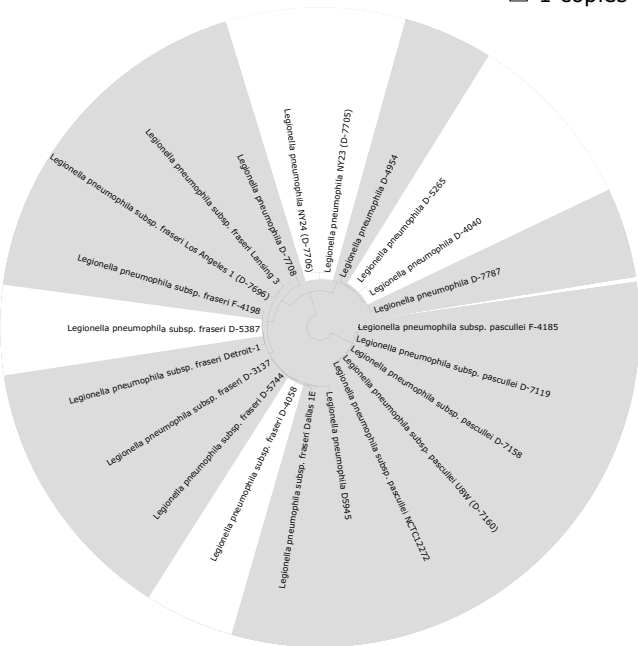 1 copies
Legionella pneumophila NY24 (D-7706)
Legionella pneumophila NY23 (D-7705)
Legionella pneumophila D-4954
Legionella pneumophila D-5265
Legionella pneumophila D-4040
Legionella pneumophila D-7787
Legionella pneumophila subsp. pascullei F-4185
Legionella pneumophila subsp. pascullei D-7119
Legionella pneumophila subsp. pascullei D-7158
Legionella pneumophila subsp. pascullei U8W (D-7160)
Legionella pneumophila subsp. pascullei NCTC12272
Legionella pneumophila D5945
Legionella pneumophila subsp. fraseri Dallas 1E
Legionella pneumophila subsp. fraseri D-4058
Legionella pneumophila subsp. fraseri D-5744
Legionella pneumophila subsp. fraseri D-3137
Legionella pneumophila subsp. fraseri Detroit-1
Legionella pneumophila subsp. fraseri D-5387
Legionella pneumophila subsp. fraseri F-4198
Legionella pneumophila subsp. fraseri Los Angeles 1 (D-7696)
Legionella pneumophila subsp. fraseri Lansing 3
Legionella pneumophila D-7708